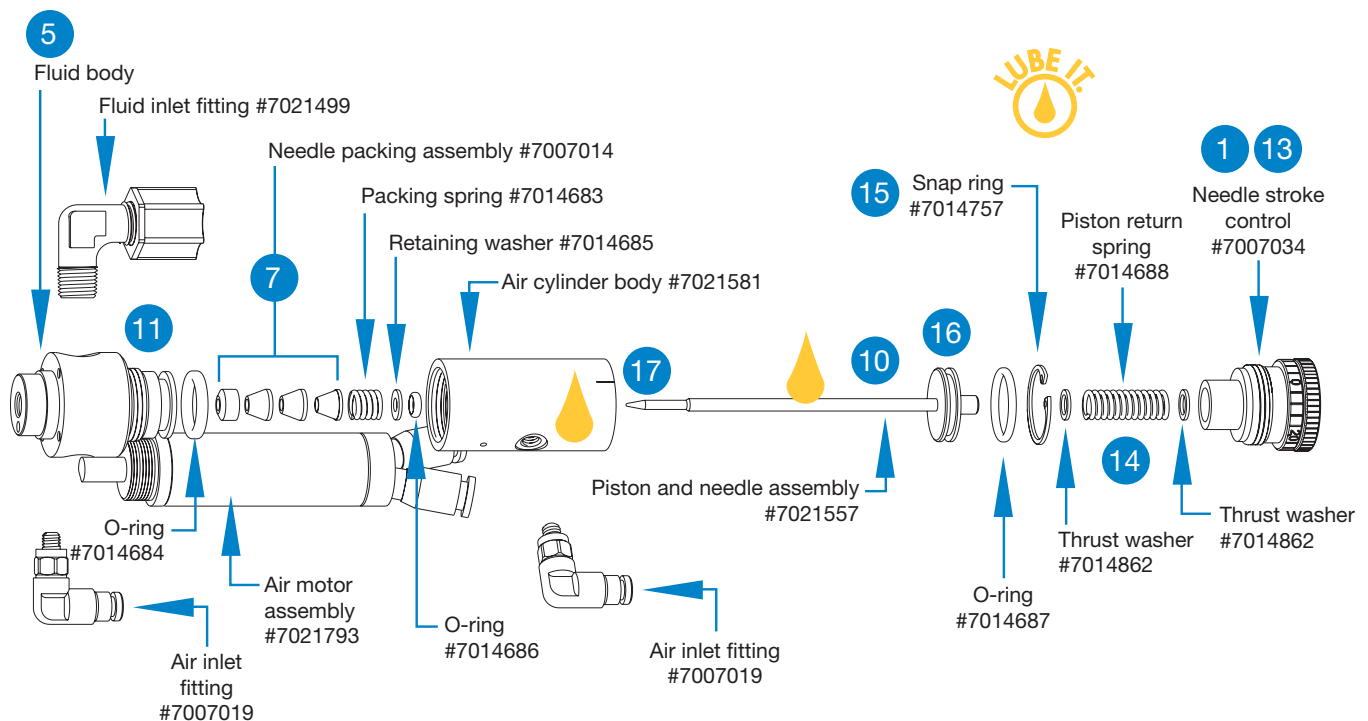 5
Fluid body
Fluid inlet fitting #7021499
Needle packing assembly #7007014
Packing spring #7014683
Retaining washer #7014685
7
Air cylinder body #7021581
LUBE IT.
1
13
Needle stroke
control
#7007034
15
Snap ring
#7014757
Piston return
spring
#7014688
11
17
10
16
14
0
Piston and needle assembly
#7021557
O-ring
#7014684
Air motor
assembly
#7021793
Air inlet
fitting
#7007019
O-ring
#7014686
Air inlet fitting
#7007019
O-ring
#7014687
Thrust washer
#7014862
Thrust washer
#7014862